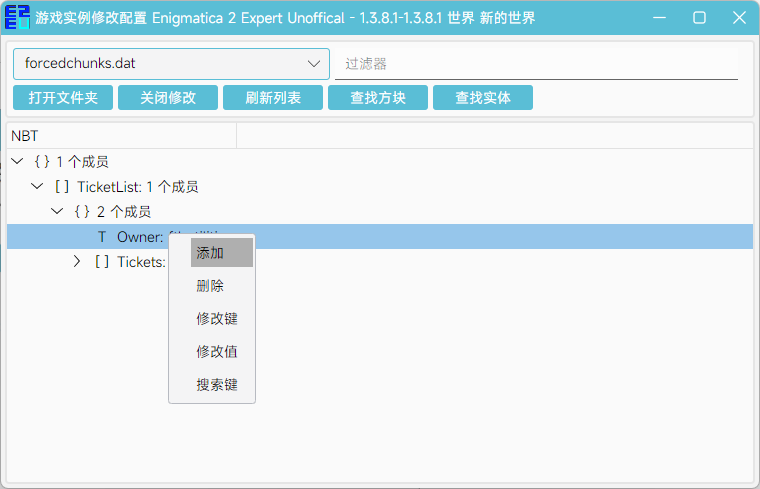 游戏实例修改配置 Enigmatica 2 Expert Unoffical - 1.3.8.1-1.3.8.1 世界 新的世界
forcedchunks.dat
过滤器
打开文件夹 关闭修改 刷新列表 查找方块 查找实体
NBT
{ } 1 个成员
[ ] TicketList: 1 个成员
{ } 2 个成员
T Owner:
[ ] Tickets:
添加
删除
修改键
修改值
搜索键